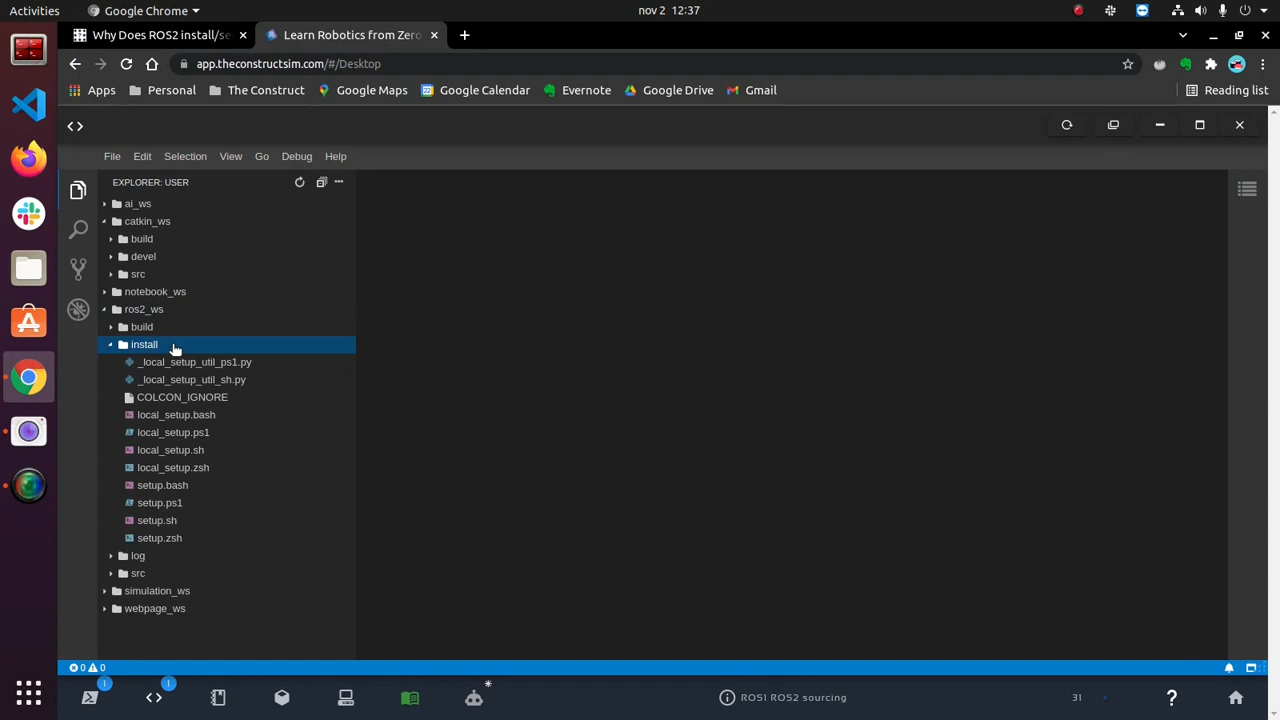 Activities
Google Chrome
nov 2 12:37
Why Does ROS2 install/se
Learn Robotics from Zero
app.theconstructsim.com/#/Desktop
Apps
Personal
The Construct
Google Maps
Google Calendar
Evernote
Google Drive
Gmail
Reading list
File
Edit
Selection
View
Go
Debug
Help
EXPLORER: USER
ai_ws
catkin_ws
build
devel
src
notebook_ws
ros2_ws
build
install
_local_setup_util_ps1.py
_local_setup_util_sh.py
COLCON_IGNORE
local_setup.bash
local_setup.ps1
local_setup.sh
local_setup.zsh
setup.bash
setup.ps1
setup.sh
setup.zsh
log
src
simulation_ws
webpage_ws
0 0
1
1
ROS1 ROS2 sourcing
31